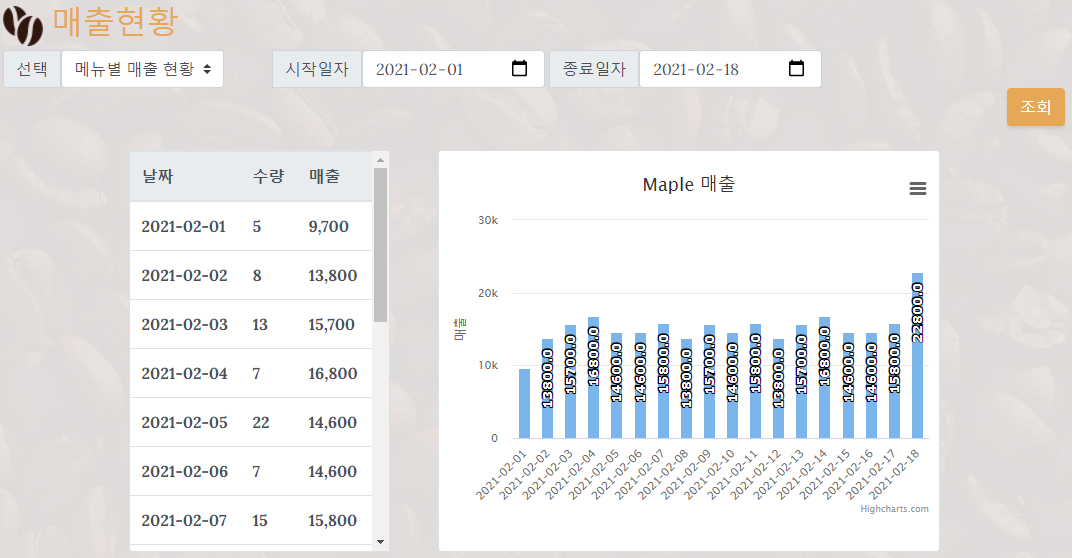 매출현황
선택 메뉴별 매출 현황 시작일자 2021-02-01 종료일자 2021-02-18
조회
날짜 수량 매출
2021-02-01 5 9,700
2021-02-02 8 13,800
2021-02-03 13 15,700
2021-02-04 7 16,800
2021-02-05 22 14,600
2021-02-06 7 14,600
2021-02-07 15 15,800
Maple 매출
매출
30k
20k
10k
0
13800.0 15700.0 16800.0 14600.0 14600.0 15800.0 13800.0 15700.0 14600.0 15800.0 13800.0 15700.0 16800.0 14600.0 14600.0 15800.0 22800.0
2021-02-01 2021-02-02 2021-02-03 2021-02-04 2021-02-05 2021-02-06 2021-02-07 2021-02-08 2021-02-09 2021-02-10 2021-02-11 2021-02-12 2021-02-13 2021-02-14 2021-02-15 2021-02-16 2021-02-17 2021-02-18
Highcharts.com